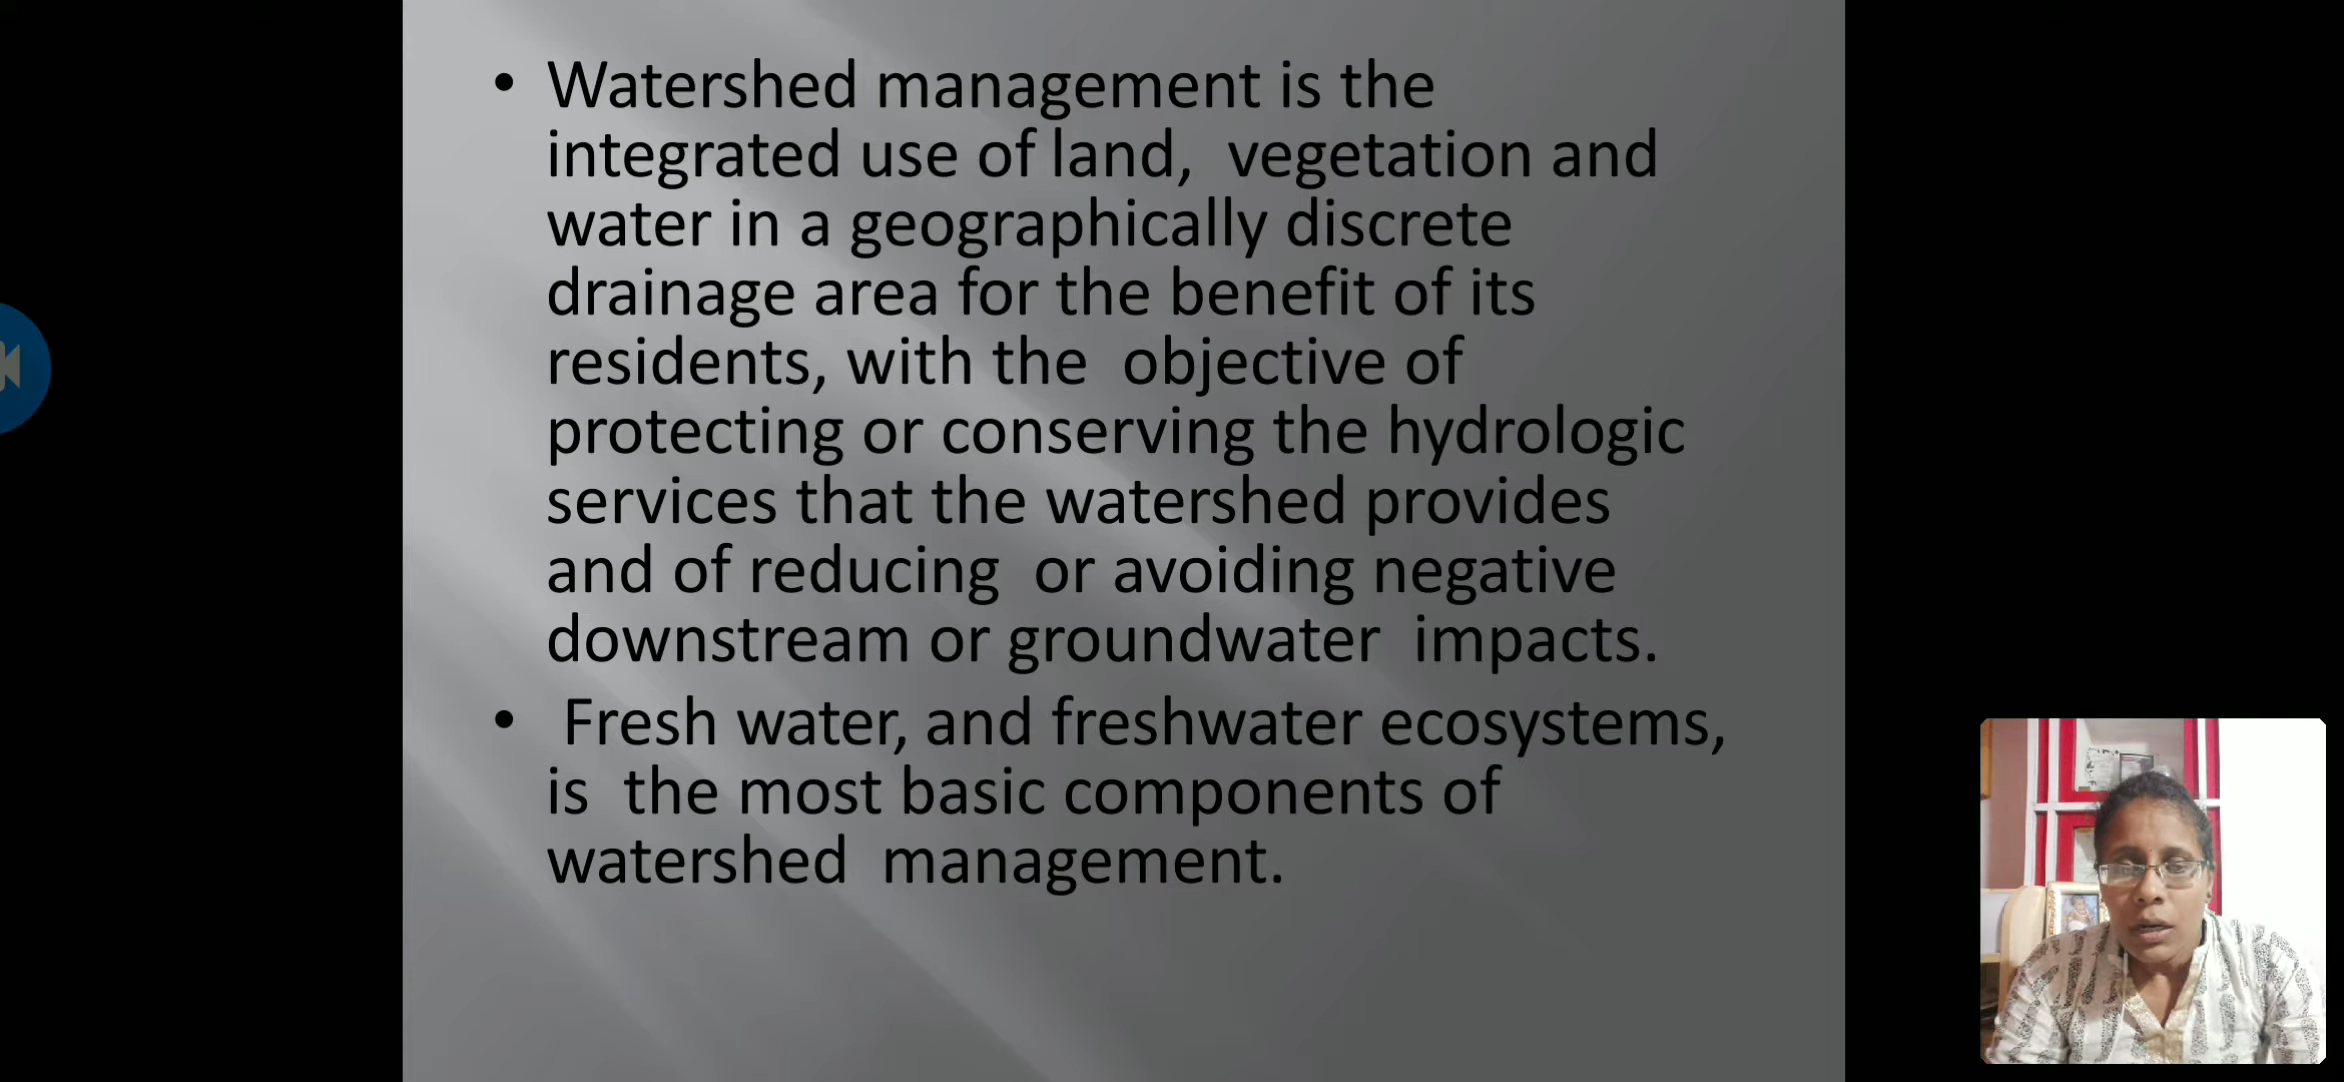 • Watershed management is the
integrated use of land,  vegetation and
water in a geographically discrete
drainage area for the benefit of its
residents, with the  objective of
protecting or conserving the hydrologic
services that the watershed provides
and of reducing  or avoiding negative
downstream or groundwater  impacts.
•  Fresh water, and freshwater ecosystems,
is  the most basic components of
watershed  management.